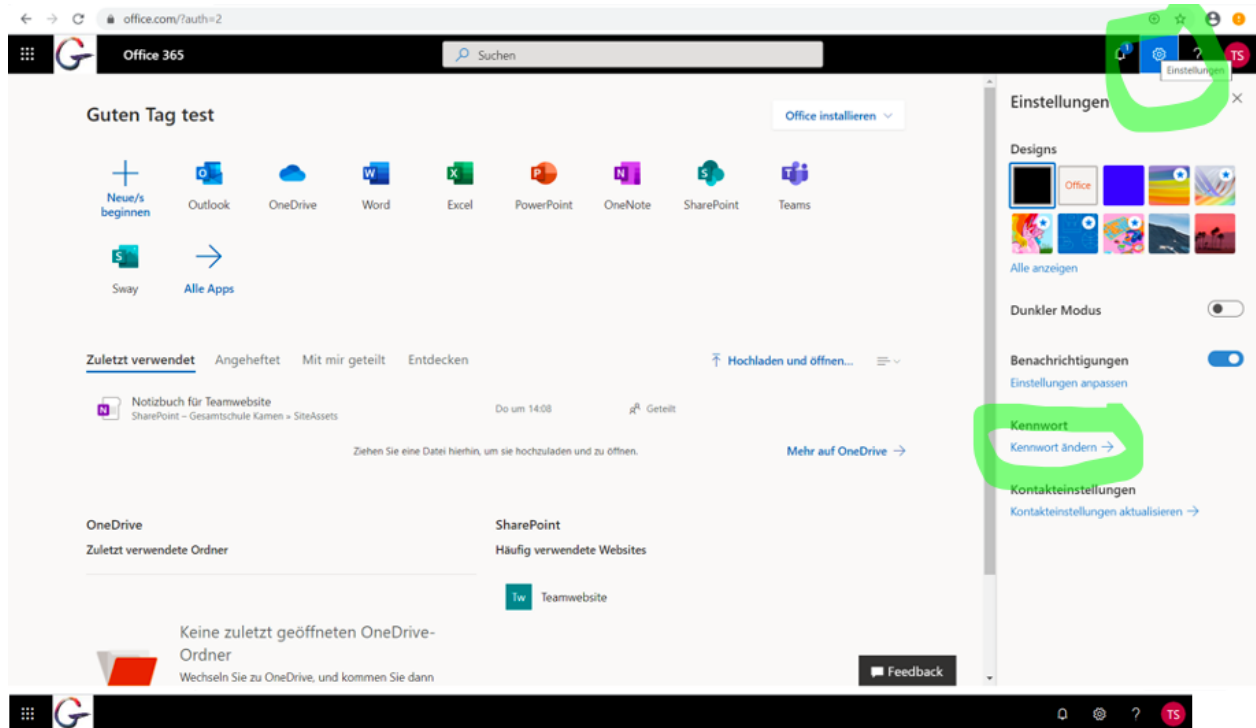 office.com/?auth=2
Office 365
Suchen
1
?
TS
Einstellungen
Guten Tag test
Office installieren
Neue/s beginnen
Outlook
OneDrive
Word
Excel
PowerPoint
OneNote
SharePoint
Teams
Sway
Alle Apps
Zuletzt verwendet Angeheftet Mit mir geteilt Entdecken
Hochladen und öffnen...
Notizbuch für Teamwebsite
SharePoint – Gesamtschule Kamen » SiteAssets
Do um 14:08
Geteilt
Ziehen Sie eine Datei hierhin, um sie hochzuladen und zu öffnen.
Mehr auf OneDrive →
OneDrive
Zuletzt verwendete Ordner
Keine zuletzt geöffneten OneDrive-
Ordner
Wechseln Sie zu OneDrive, und kommen Sie dann
SharePoint
Häufig verwendete Websites
Tw Teamwebsite
Feedback
Einstellungen
Designs
Office
Alle anzeigen
Dunkler Modus
Benachrichtigungen
Einstellungen anpassen
Kennwort
Kennwort ändern →
Kontakteinstellungen
Kontakteinstellungen aktualisieren →
G
?
TS